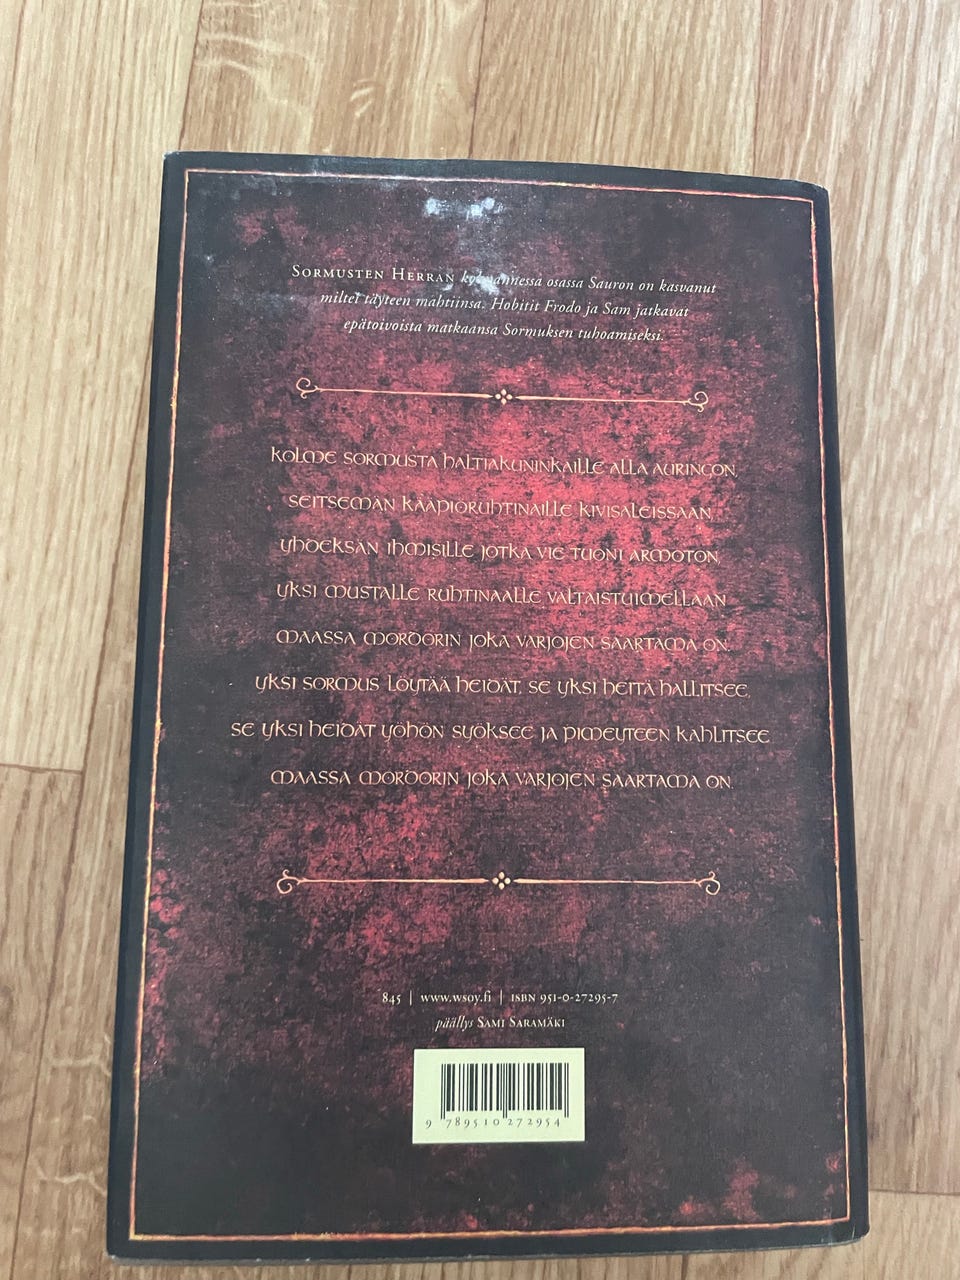 SORMUSTEN HERRAN kolmannessa osassa Sauron on kasvanut
miltei täyteen mahtiinsa. Hobitit Frodo ja Sam jatkavat
epätoivoista matkaansa Sormuksen tuhoamiseksi.
KOLME SORMUSTA HALTIAKUNINKAILLE ALLA AURINGON,
SEITSEMÄN KÄÄPIÖRUHTINAILLE KIVISALEISSAAN,
YHDEKSÄN IHMISILLE JOTKA VIE TUONI ARMOTON,
YKSI MUSTALLE RUHTINAALLE VALTAISTUIMELLAAN
MAASSA MORDORIN JOKA VARJOJEN SAARTAMA ON.
YKSI SORMUS LÖYTÄÄ HEIDÄT, SE YKSI HEITÄ HALLITSEE,
SE YKSI HEIDÄT YÖHÖN SYÖKSEE JA PIMEYTEEN KAHLITSEE
MAASSA MORDORIN JOKA VARJOJEN SAARTAMA ON.
845 | www.wsoy.fi | ISBN 951-0-27295-7
päällys SAMI SARAMÄKI
9 789510 272954